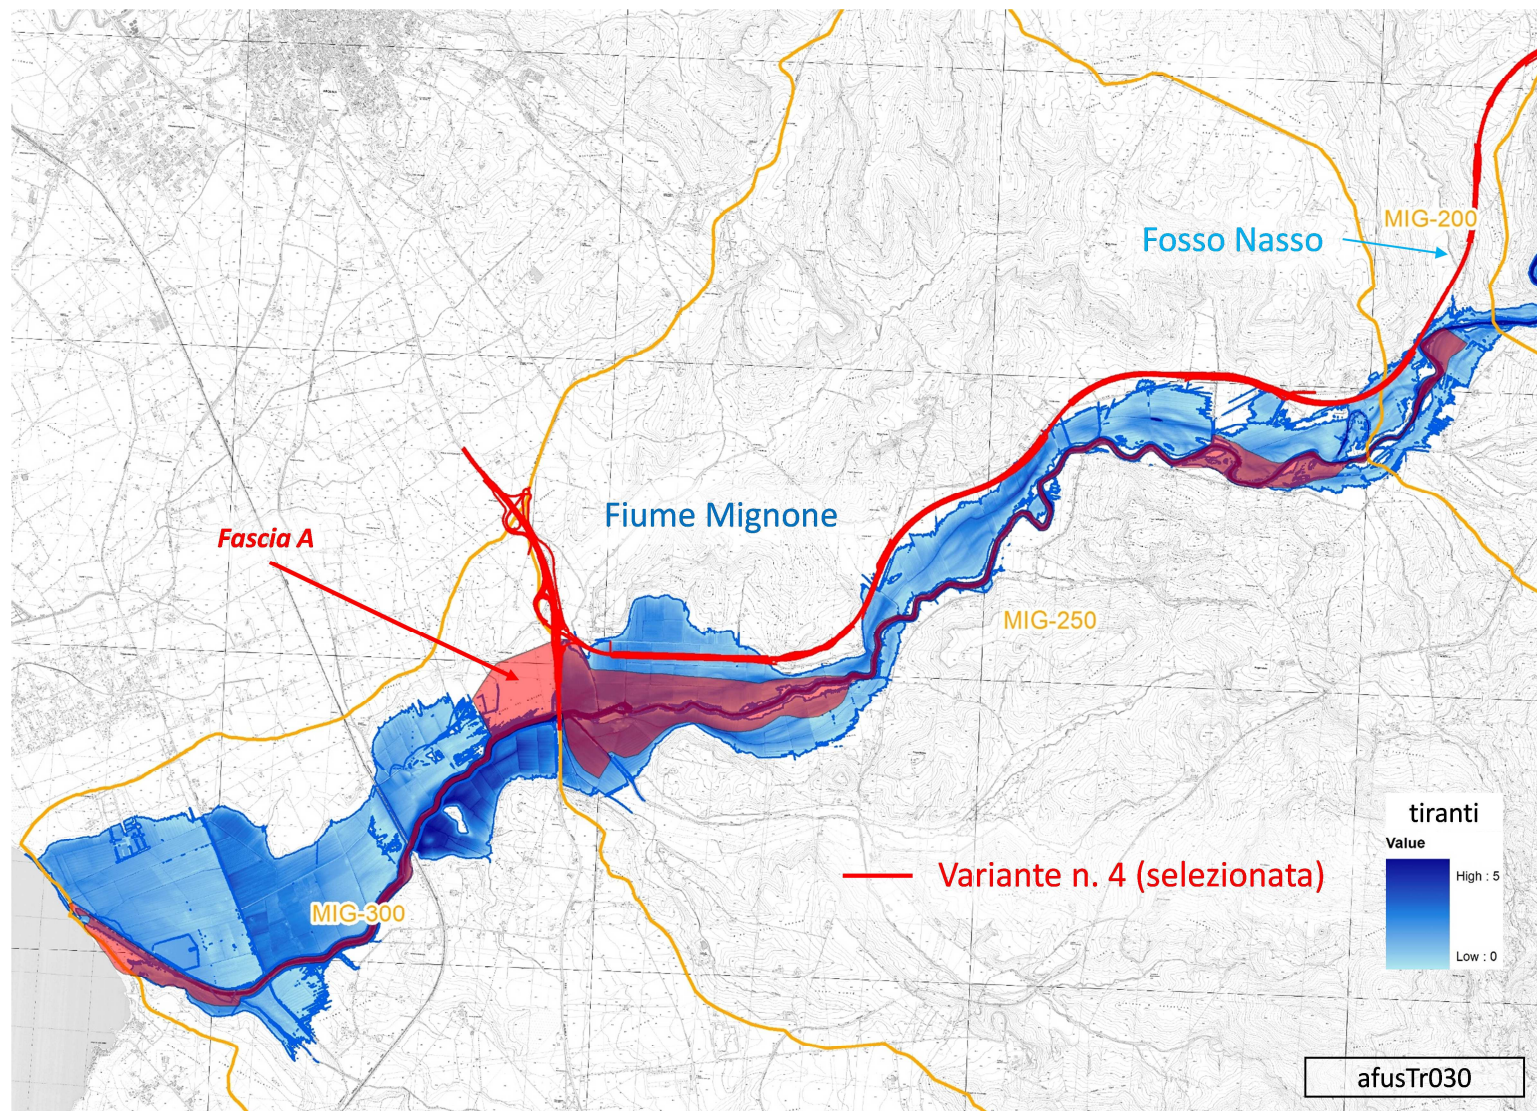 MIG-200
Fosso Nasso
Fiume Mignone
Fascia A
MIG-250
tiranti
Value
High : 5
Low : 0
Variante n. 4 (selezionata)
MIG-300
afusTr030